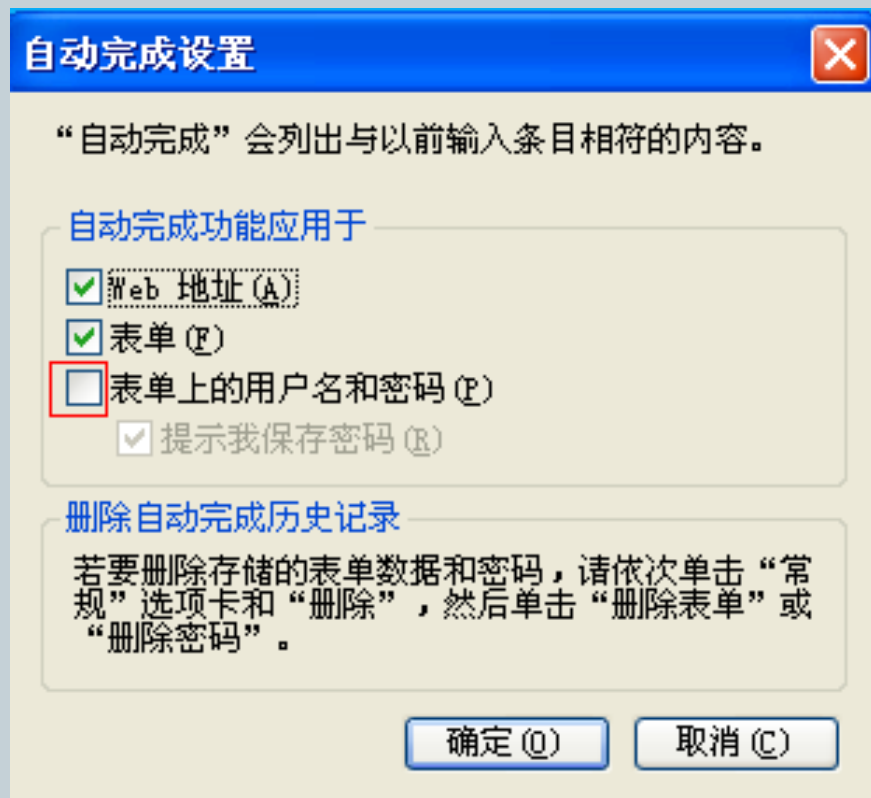 自动完成设置
“自动完成”会列出与以前输入条目相符的内容。
自动完成功能应用于
Web 地址(A)
表单(F)
表单上的用户名和密码(P)
提示我保存密码(R)
删除自动完成历史记录
若要删除存储的表单数据和密码，请依次单击“常
规”选项卡和“删除”，然后单击“删除表单”或
“删除密码”。
确定(O)
取消(C)